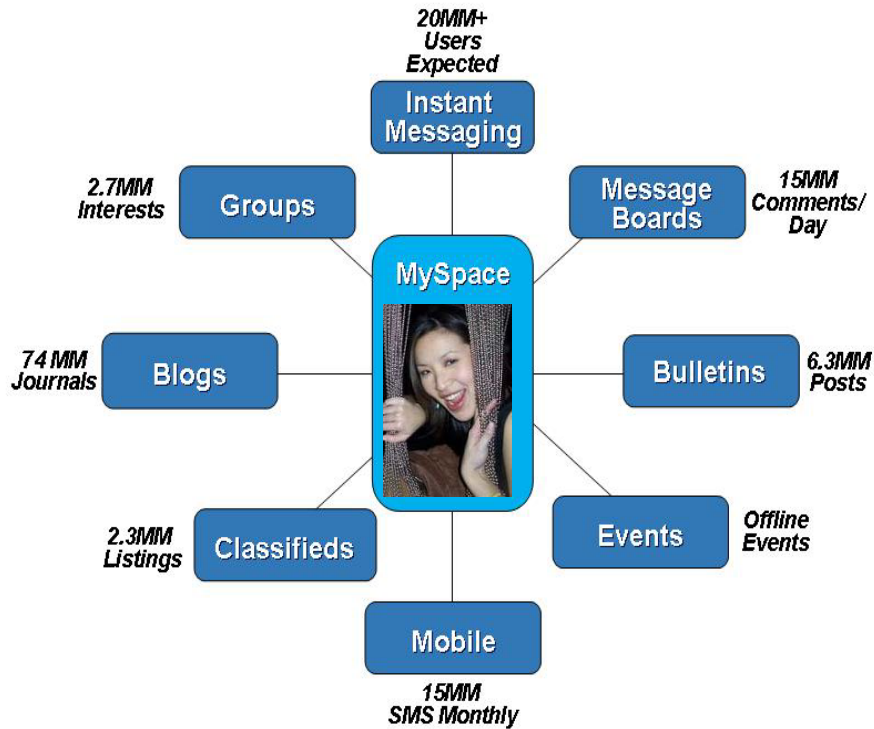 20MM+
Users
Expected
Instant
Messaging
2.7MM
Interests
Groups
Message
Boards
15MM
Comments/
Day
MySpace
74 MM
Journals
Blogs
Bulletins
6.3MM
Posts
2.3MM
Listings
Classifieds
Events
Offline
Events
Mobile
15MM
SMS Monthly